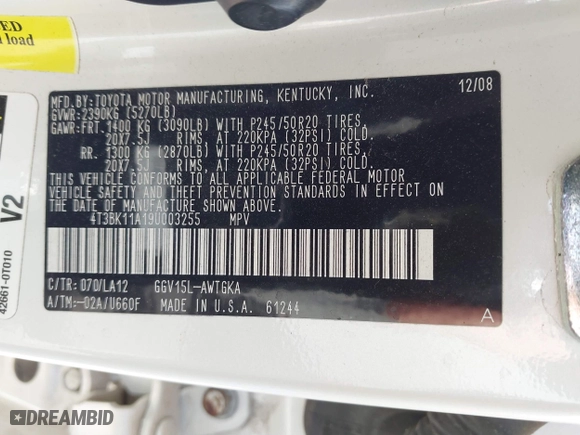 ED
load
42661-0T010
V2
MFD.BY:TOYOTA MOTOR MANUFACTURING, KENTUCKY, INC. 12/08
GVWR:2390KG (5270LB)
GAWR:FRT. 1400 KG (3090LB) WITH P245/50R20 TIRES,
20X7.5J RIMS, AT 220KPA (32PSI) COLD.
RR. 1300 KG (2870LB) WITH P245/50R20 TIRES,
20X7.5J RIMS, AT 220KPA (32PSI) COLD.
THIS VEHICLE CONFORMS TO ALL APPLICABLE FEDERAL MOTOR
VEHICLE SAFETY AND THEFT PREVENTION STANDARDS IN EFFECT
ON THE DATE OF MANUFACTURE SHOWN ABOVE.
4T3BK11A19U003255 MPV
C/TR: 070/LA12 GGV15L-AWTGKA
A/TM:-02A/U660F MADE IN U.S.A. 61244 A
DREAMBID